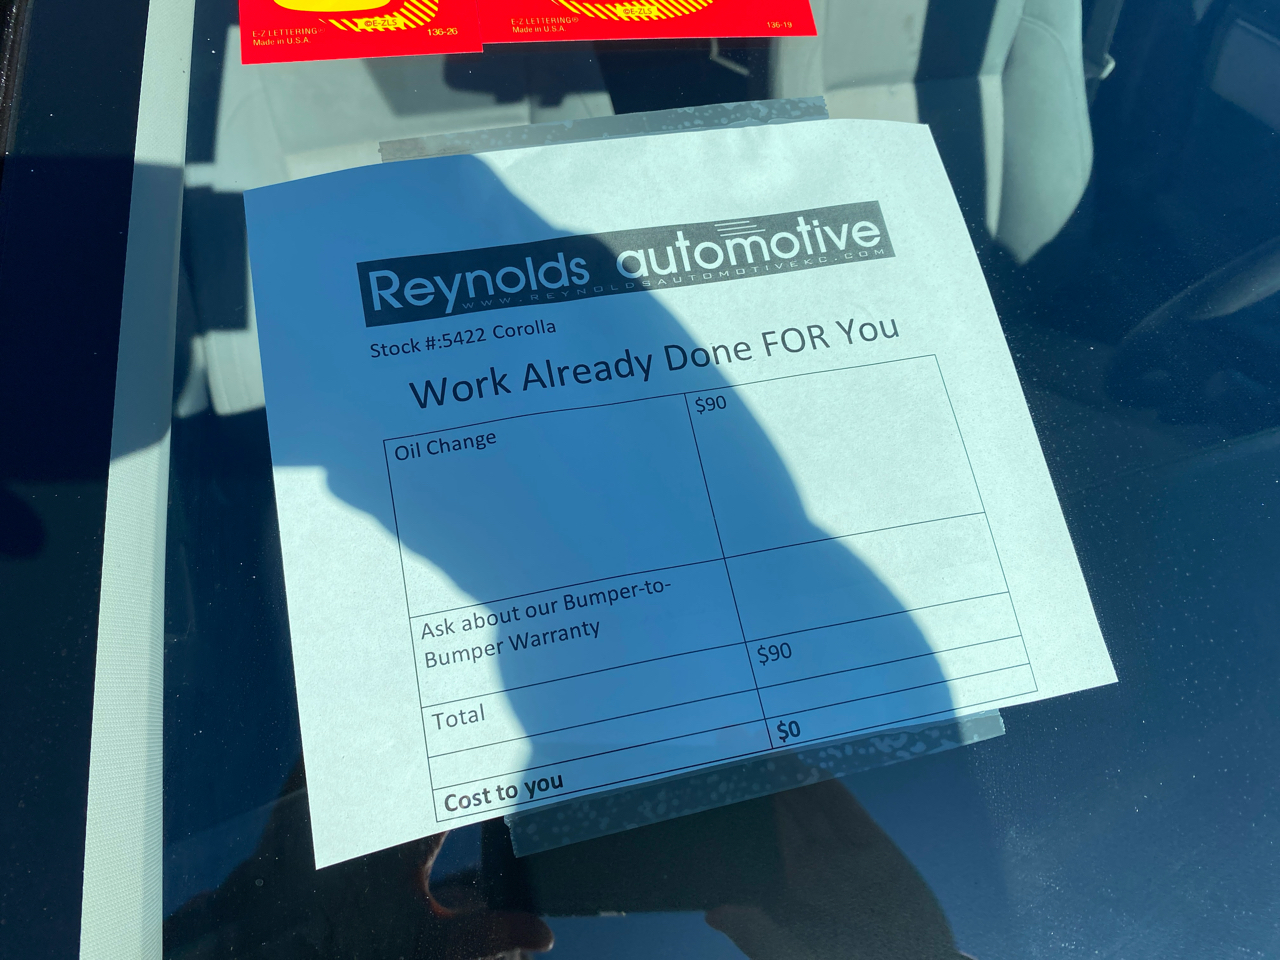 ©E-ZLS
E-Z LETTERING®
Made in U.S.A.
136-26
©E-ZLS
E-Z LETTERING®
Made in U.S.A.
136-19
Reynolds automotive
WWW.REYNOLDSAUTOMOTIVEKC.COM
Stock #:5422 Corolla
Work Already Done FOR You
Oil Change
$90
Ask about our Bumper-to-
Bumper Warranty
Total
$90
Cost to you
$0